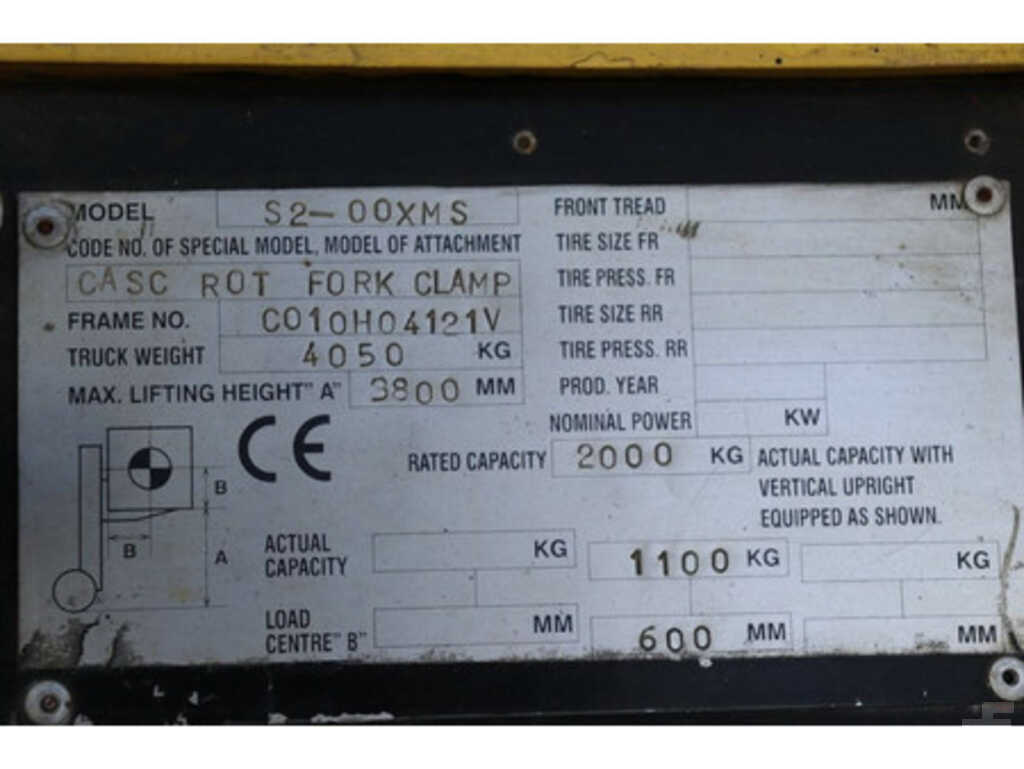 MODEL S2-00XMS
CODE NO. OF SPECIAL MODEL, MODEL OF ATTACHMENT
CASC ROT FORK CLAMP
FRAME NO. C010H04121V
TRUCK WEIGHT 4050 KG
MAX. LIFTING HEIGHT" A" 3800 MM
FRONT TREAD MM
TIRE SIZE FR
TIRE PRESS. FR
TIRE SIZE RR
TIRE PRESS. RR
PROD. YEAR
NOMINAL POWER KW
CE
RATED CAPACITY 2000 KG
ACTUAL CAPACITY WITH
VERTICAL UPRIGHT
EQUIPPED AS SHOWN.
B
B
A
ACTUAL
CAPACITY KG 1100 KG KG
LOAD
CENTRE" B" MM 600 MM MM